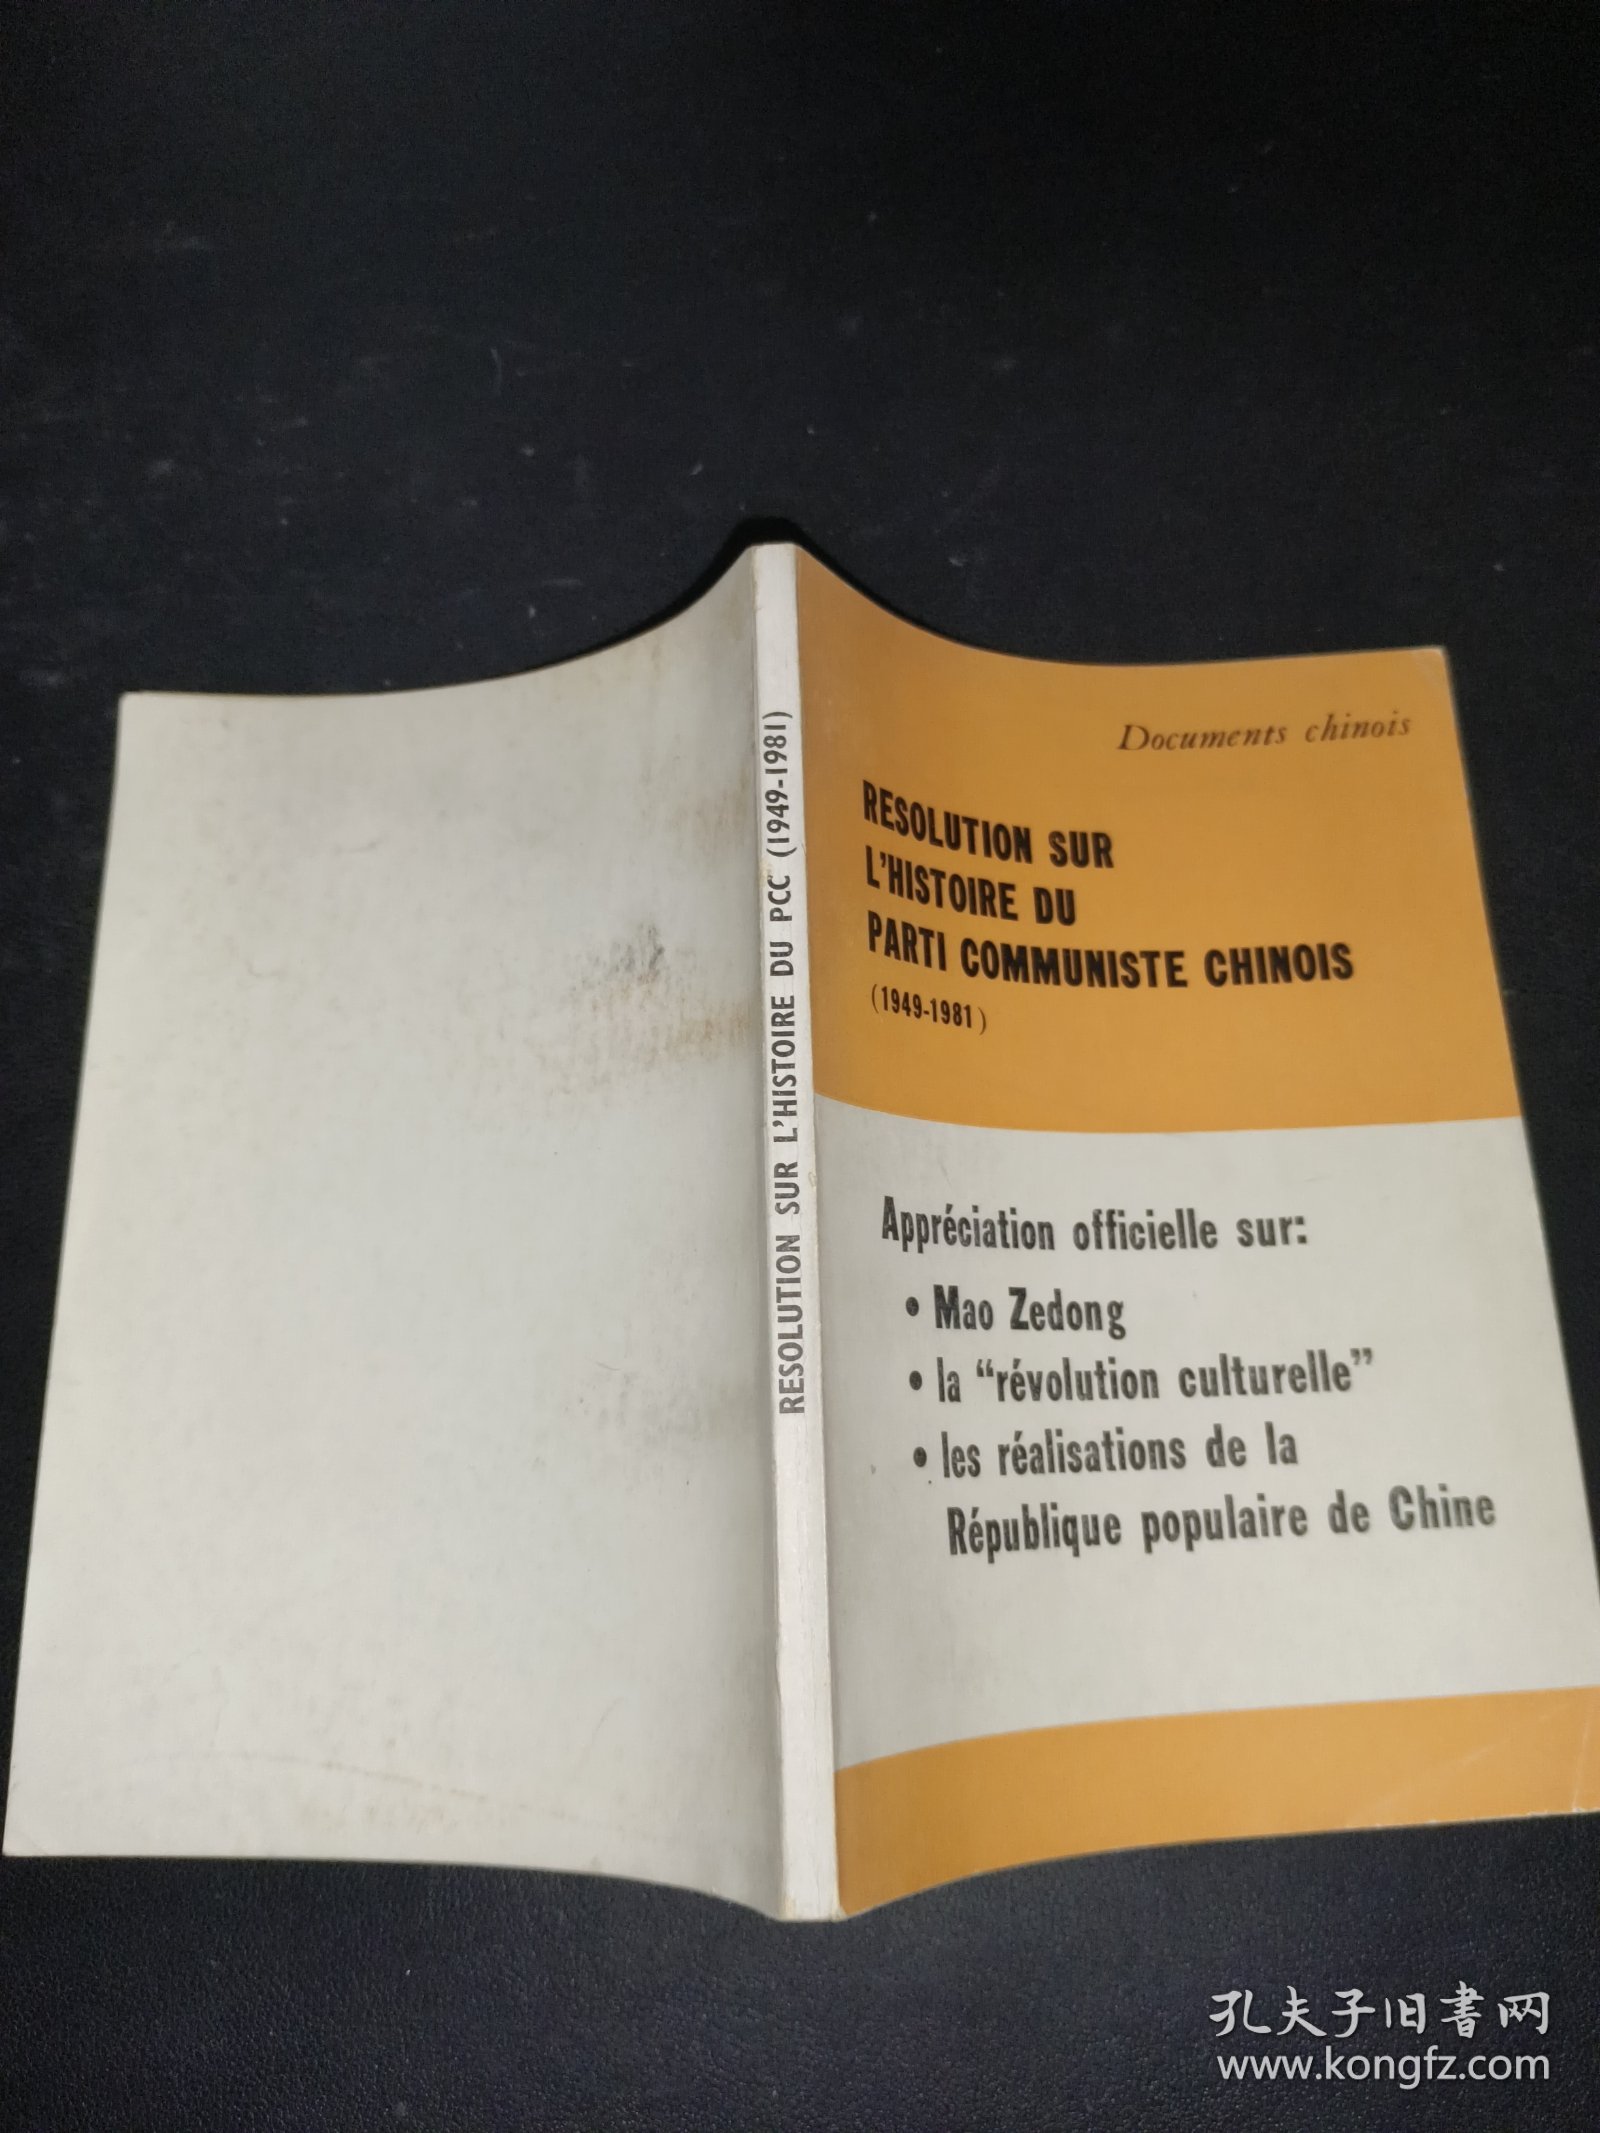 RESOLUTION SUR L'HISTOIRE DU PCC (1949-1981)
Documents chinois
RESOLUTION SUR
L'HISTOIRE DU
PARTI COMMUNISTE CHINOIS
(1949-1981)
Appréciation officielle sur:
• Mao Zedong
• la “révolution culturelle”
• les réalisations de la
République populaire de Chine
孔夫子旧书网
www.kongfz.com